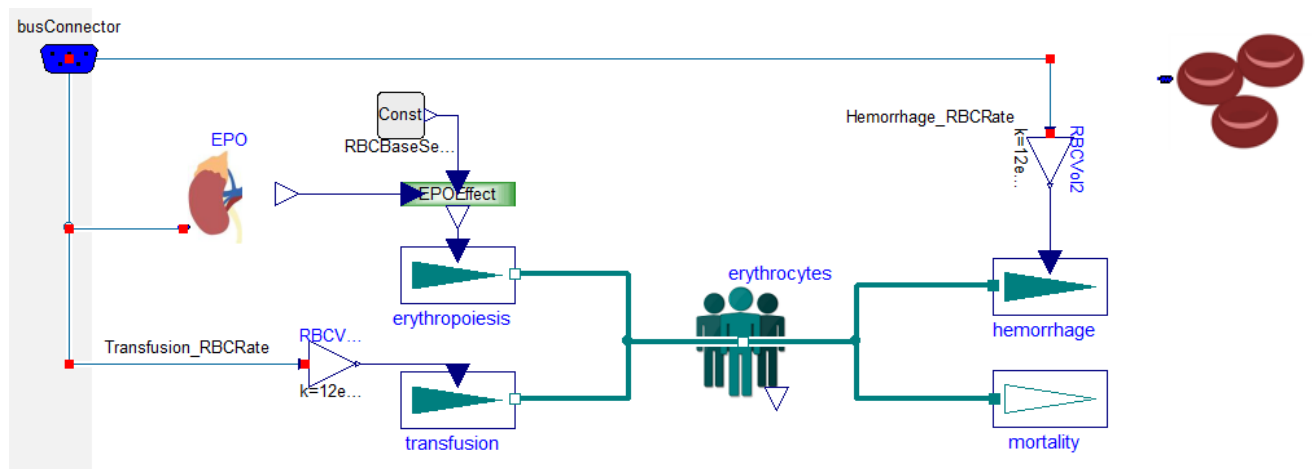 busConnector
Const
RBCBaseSe...
EPO
EPOEffect
Hemorrhage_RBCRate
k=12e...
RBCVol2
erythropoiesis
erythrocytes
hemorrhage
Transfusion_RBCRate
RBCV...
k=12e...
transfusion
mortality